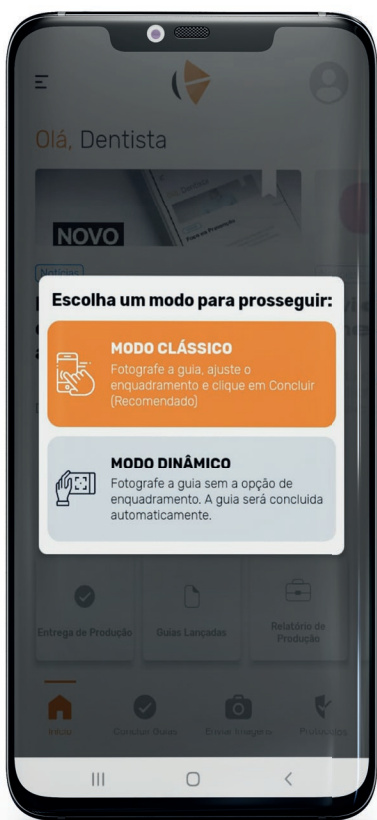 Olá, Dentista
NOVO
Notícias
Escolha um modo para prosseguir:
MODO CLÁSSICO
Fotografe a guia, ajuste o
enquadramento e clique em Concluir
(Recomendado)
MODO DINÂMICO
Fotografe a guia sem a opção de
enquadramento. A guia será concluida
automaticamente.
Entrega de Produção
Guias Lançadas
Relatório de
Produção
Início
Concluir Guias
Enviar Imagens
Protocolos